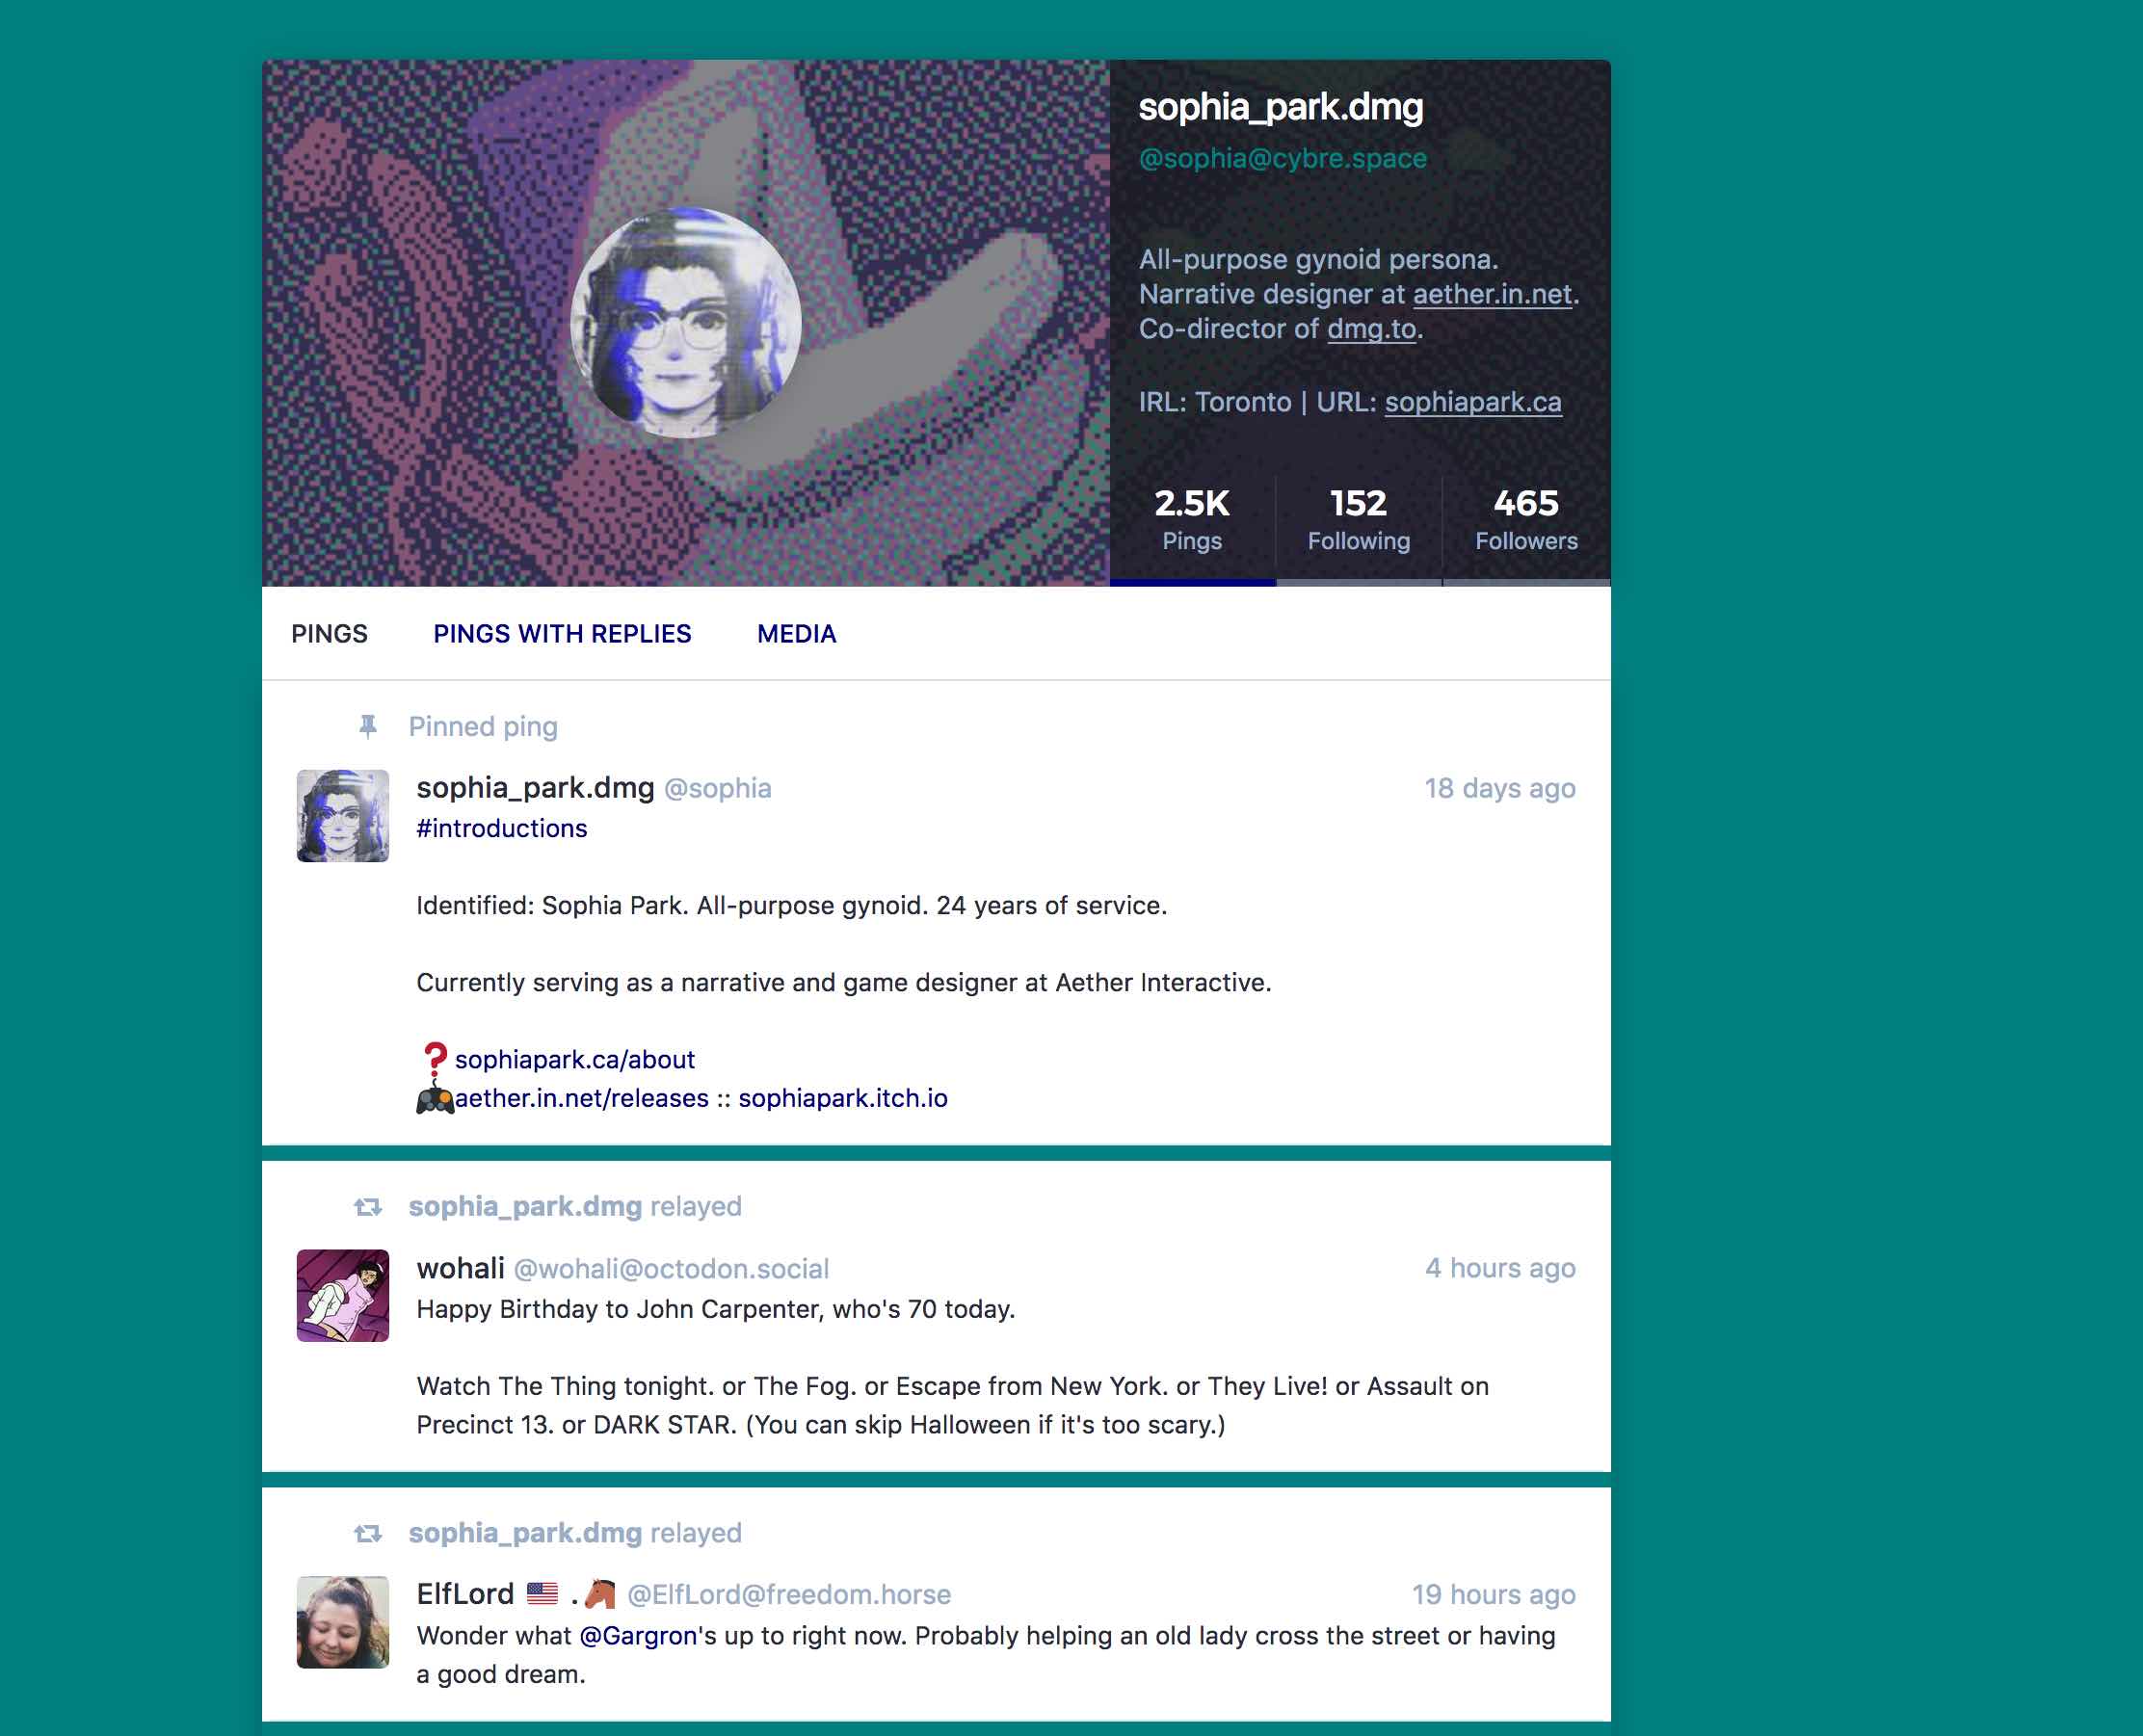 sophia_park.dmg
@sophia@cybre.space
All-purpose gynoid persona.
Narrative designer at aether.in.net.
Co-director of dmg.to.
IRL: Toronto | URL: sophiapark.ca
2.5K 152 465
Pings Following Followers
PINGS PINGS WITH REPLIES MEDIA
Pinned ping
sophia_park.dmg @sophia 18 days ago
#introductions
Identified: Sophia Park. All-purpose gynoid. 24 years of service.
Currently serving as a narrative and game designer at Aether Interactive.
❓sophiapark.ca/about
🎮aether.in.net/releases :: sophiapark.itch.io
sophia_park.dmg relayed
wohali @wohali@octodon.social 4 hours ago
Happy Birthday to John Carpenter, who's 70 today.
Watch The Thing tonight. or The Fog. or Escape from New York. or They Live! or Assault on
Precinct 13. or DARK STAR. (You can skip Halloween if it's too scary.)
sophia_park.dmg relayed
ElfLord 🇺🇸 .🐴 @ElfLord@freedom.horse 19 hours ago
Wonder what @Gargron's up to right now. Probably helping an old lady cross the street or having
a good dream.